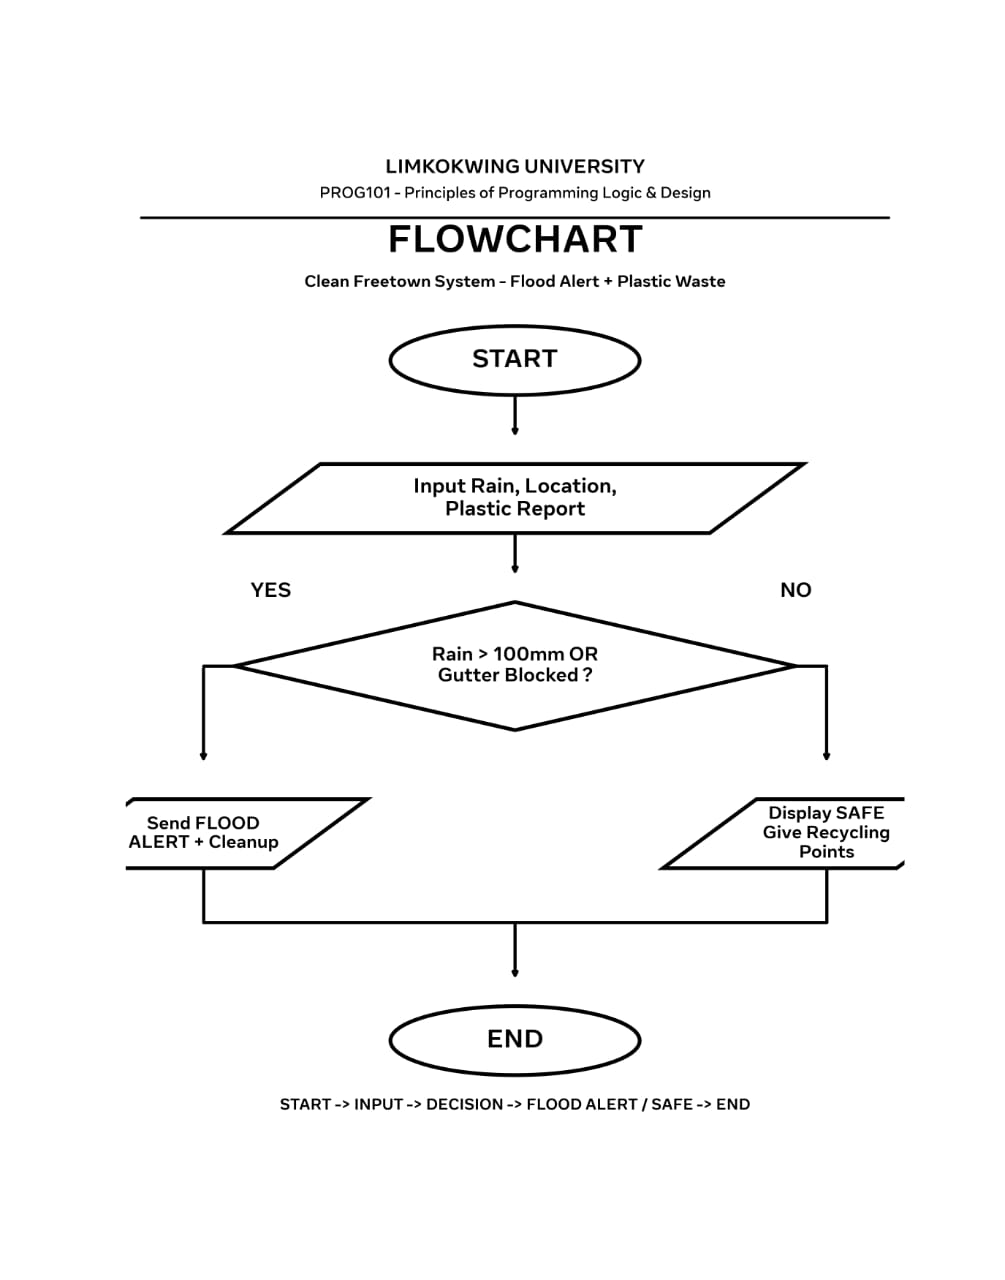 LIMKOKWING UNIVERSITY
PROG101 - Principles of Programming Logic & Design
FLOWCHART
Clean Freetown System - Flood Alert + Plastic Waste
START
Input Rain, Location,
Plastic Report
YES
NO
Rain > 100mm OR
Gutter Blocked ?
Send FLOOD
ALERT + Cleanup
Display SAFE
Give Recycling
Points
END
START -> INPUT -> DECISION -> FLOOD ALERT / SAFE -> END